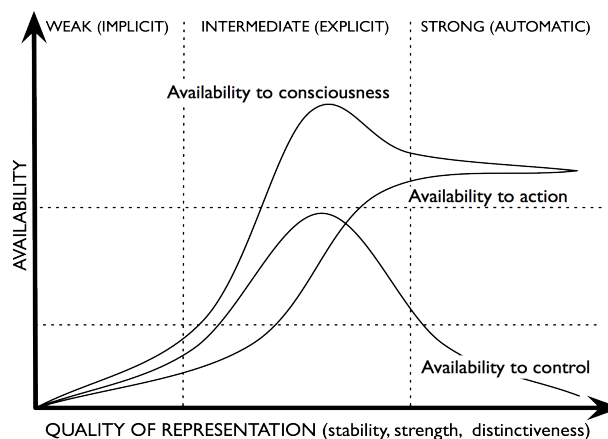 WEAK (IMPLICIT) INTERMEDIATE (EXPLICIT) STRONG (AUTOMATIC)
Availability to consciousness
AVAILABILITY
Availability to action
Availability to control
QUALITY OF REPRESENTATION (stability, strength, distinctiveness)